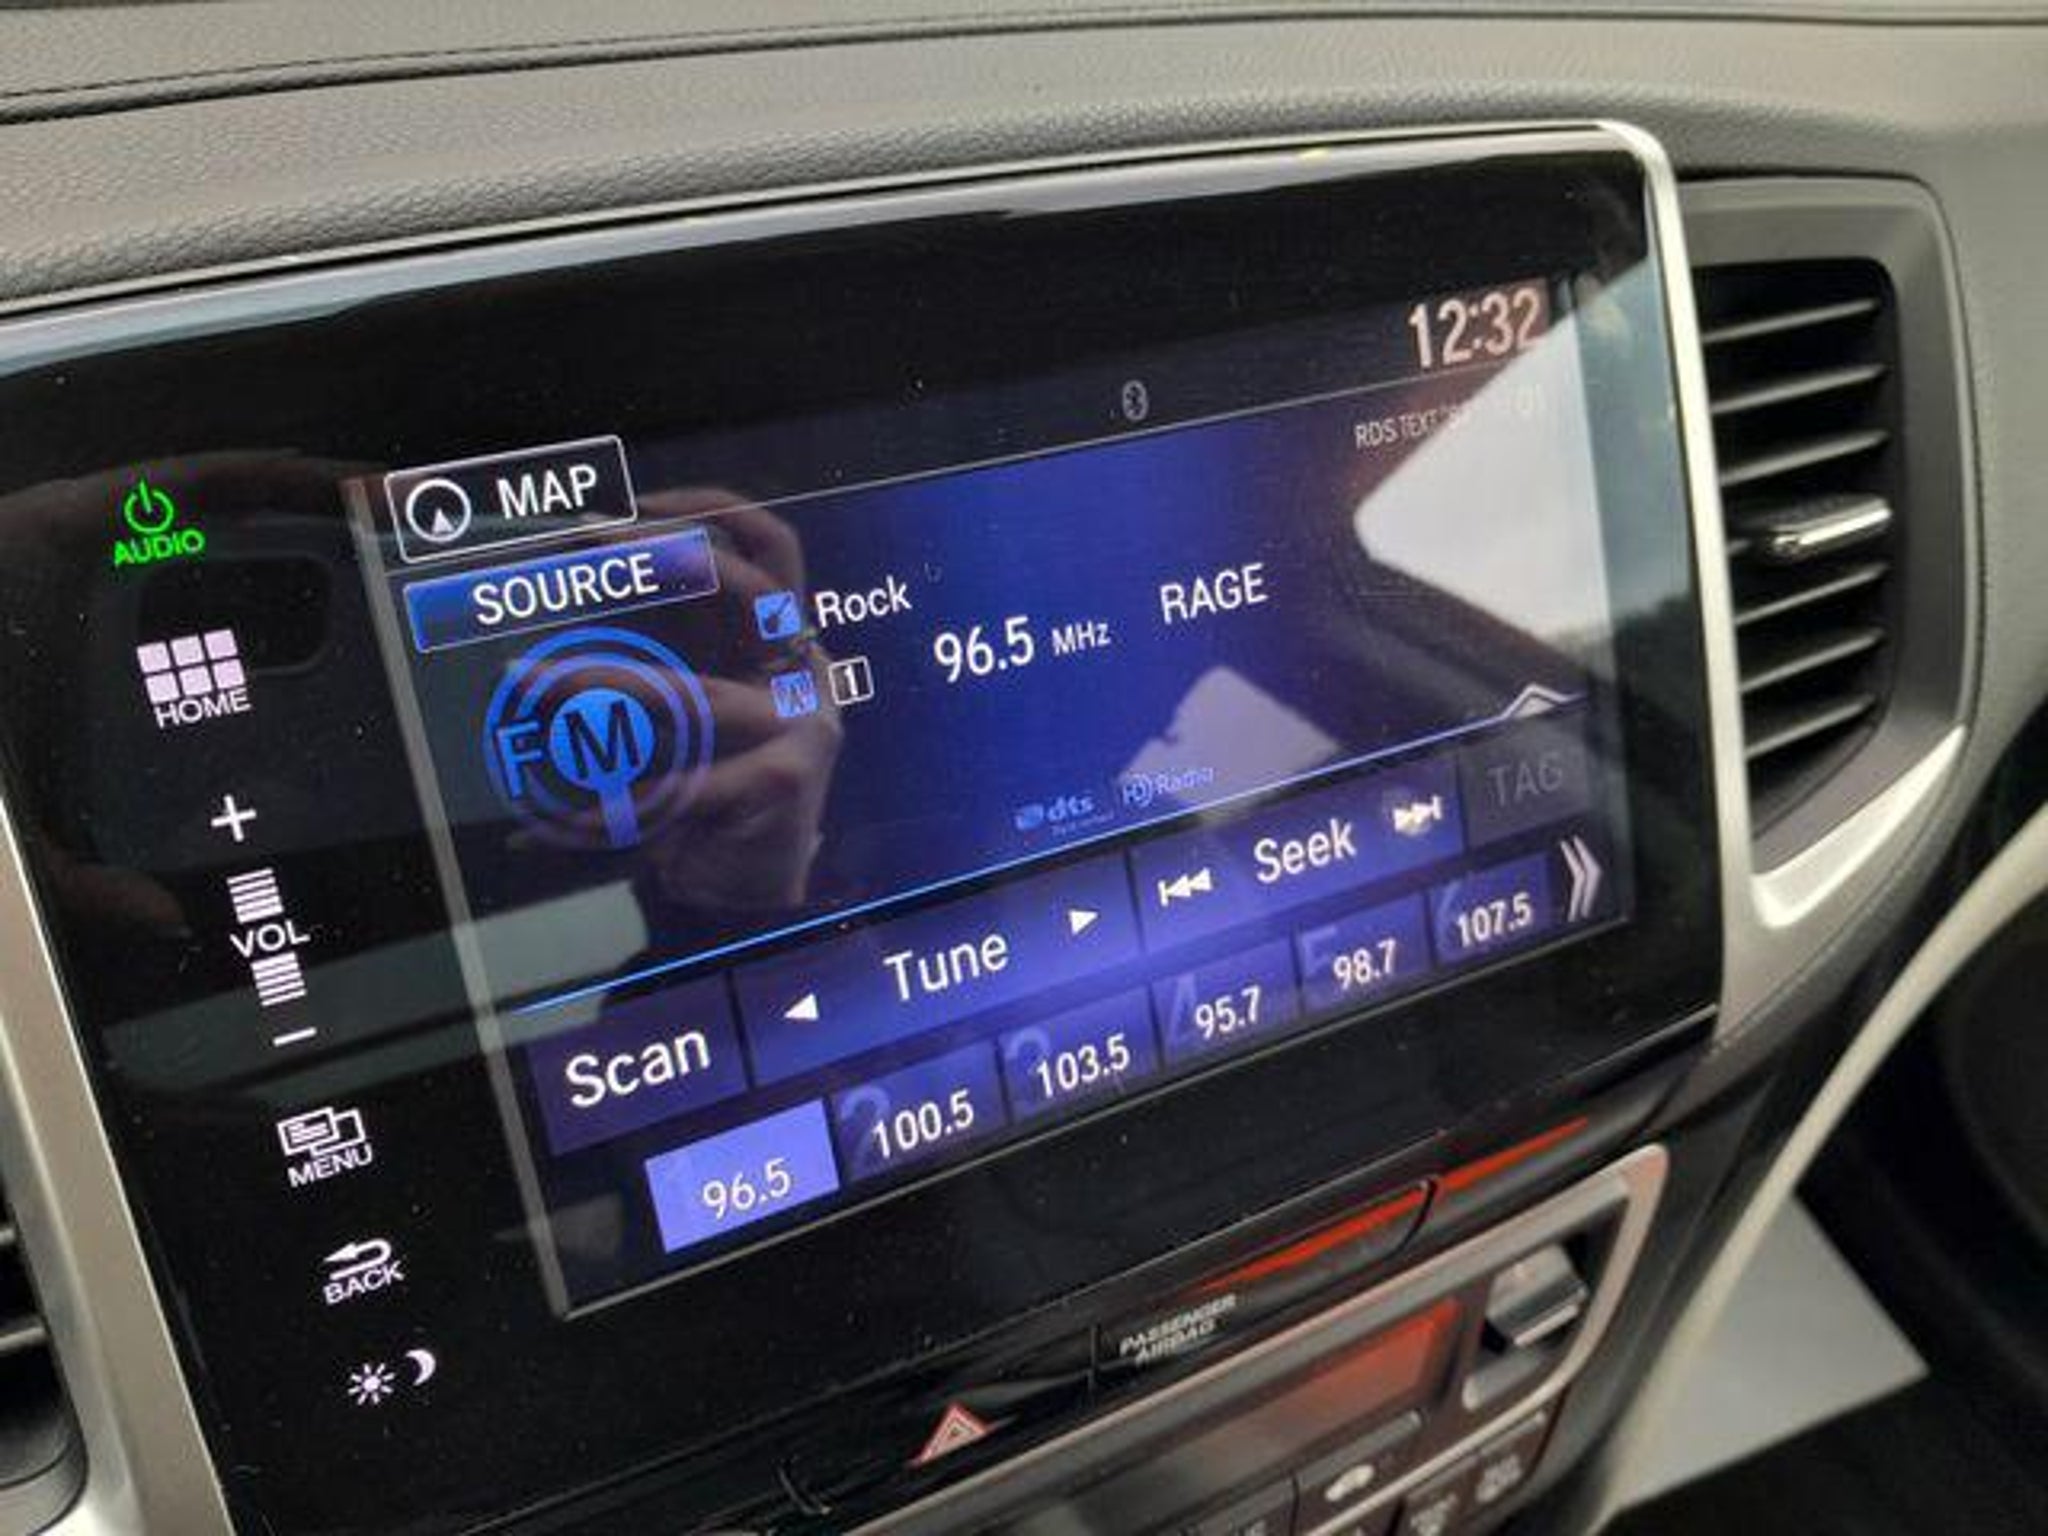 12:32
RDS TEXT
MAP
AUDIO
SOURCE
Rock
RAGE
1
96.5 MHz
HOME
FM
dts
HD Radio
TAG
Seek
+
VOL
−
Tune
Scan
107.5
98.7
4 95.7
103.5
2 100.5
96.5
MENU
BACK
PASSENGER
AIRBAG